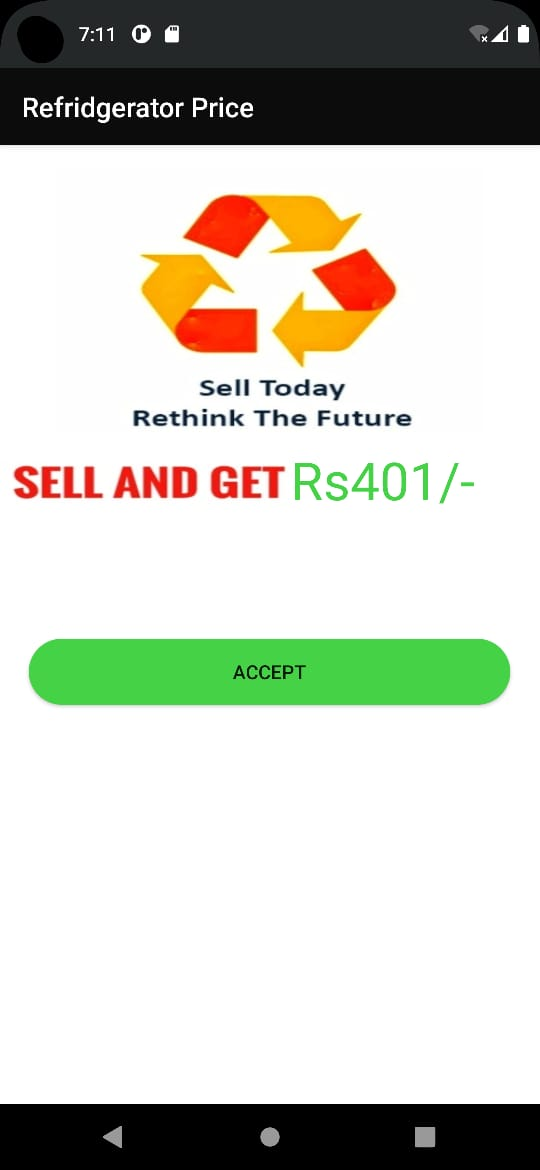 7:11
Refridgerator Price
Sell Today
Rethink The Future
SELL AND GET Rs401/-
ACCEPT